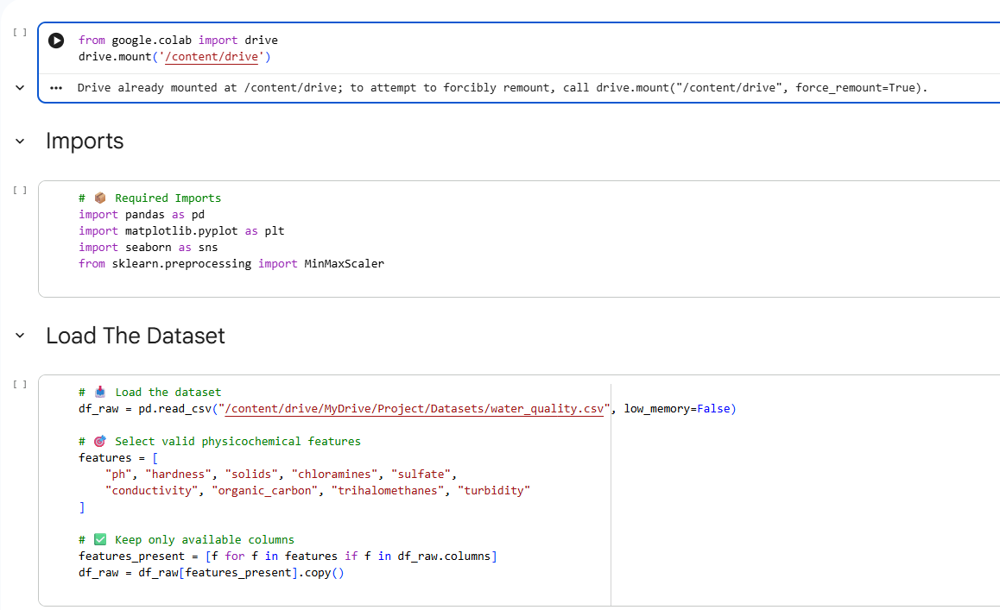 [ ]
from google.colab import drive
drive.mount('/content/drive')
Drive already mounted at /content/drive; to attempt to forcibly remount, call drive.mount("/content/drive", force_remount=True).
Imports
[ ]
# 📦 Required Imports
import pandas as pd
import matplotlib.pyplot as plt
import seaborn as sns
from sklearn.preprocessing import MinMaxScaler
Load The Dataset
[ ]
# 📥 Load the dataset
df_raw = pd.read_csv("/content/drive/MyDrive/Project/Datasets/water_quality.csv", low_memory=False)
# 🎯 Select valid physicochemical features
features = [
    "ph", "hardness", "solids", "chloramines", "sulfate",
    "conductivity", "organic_carbon", "trihalomethanes", "turbidity"
]
# ✅ Keep only available columns
features_present = [f for f in features if f in df_raw.columns]
df_raw = df_raw[features_present].copy()